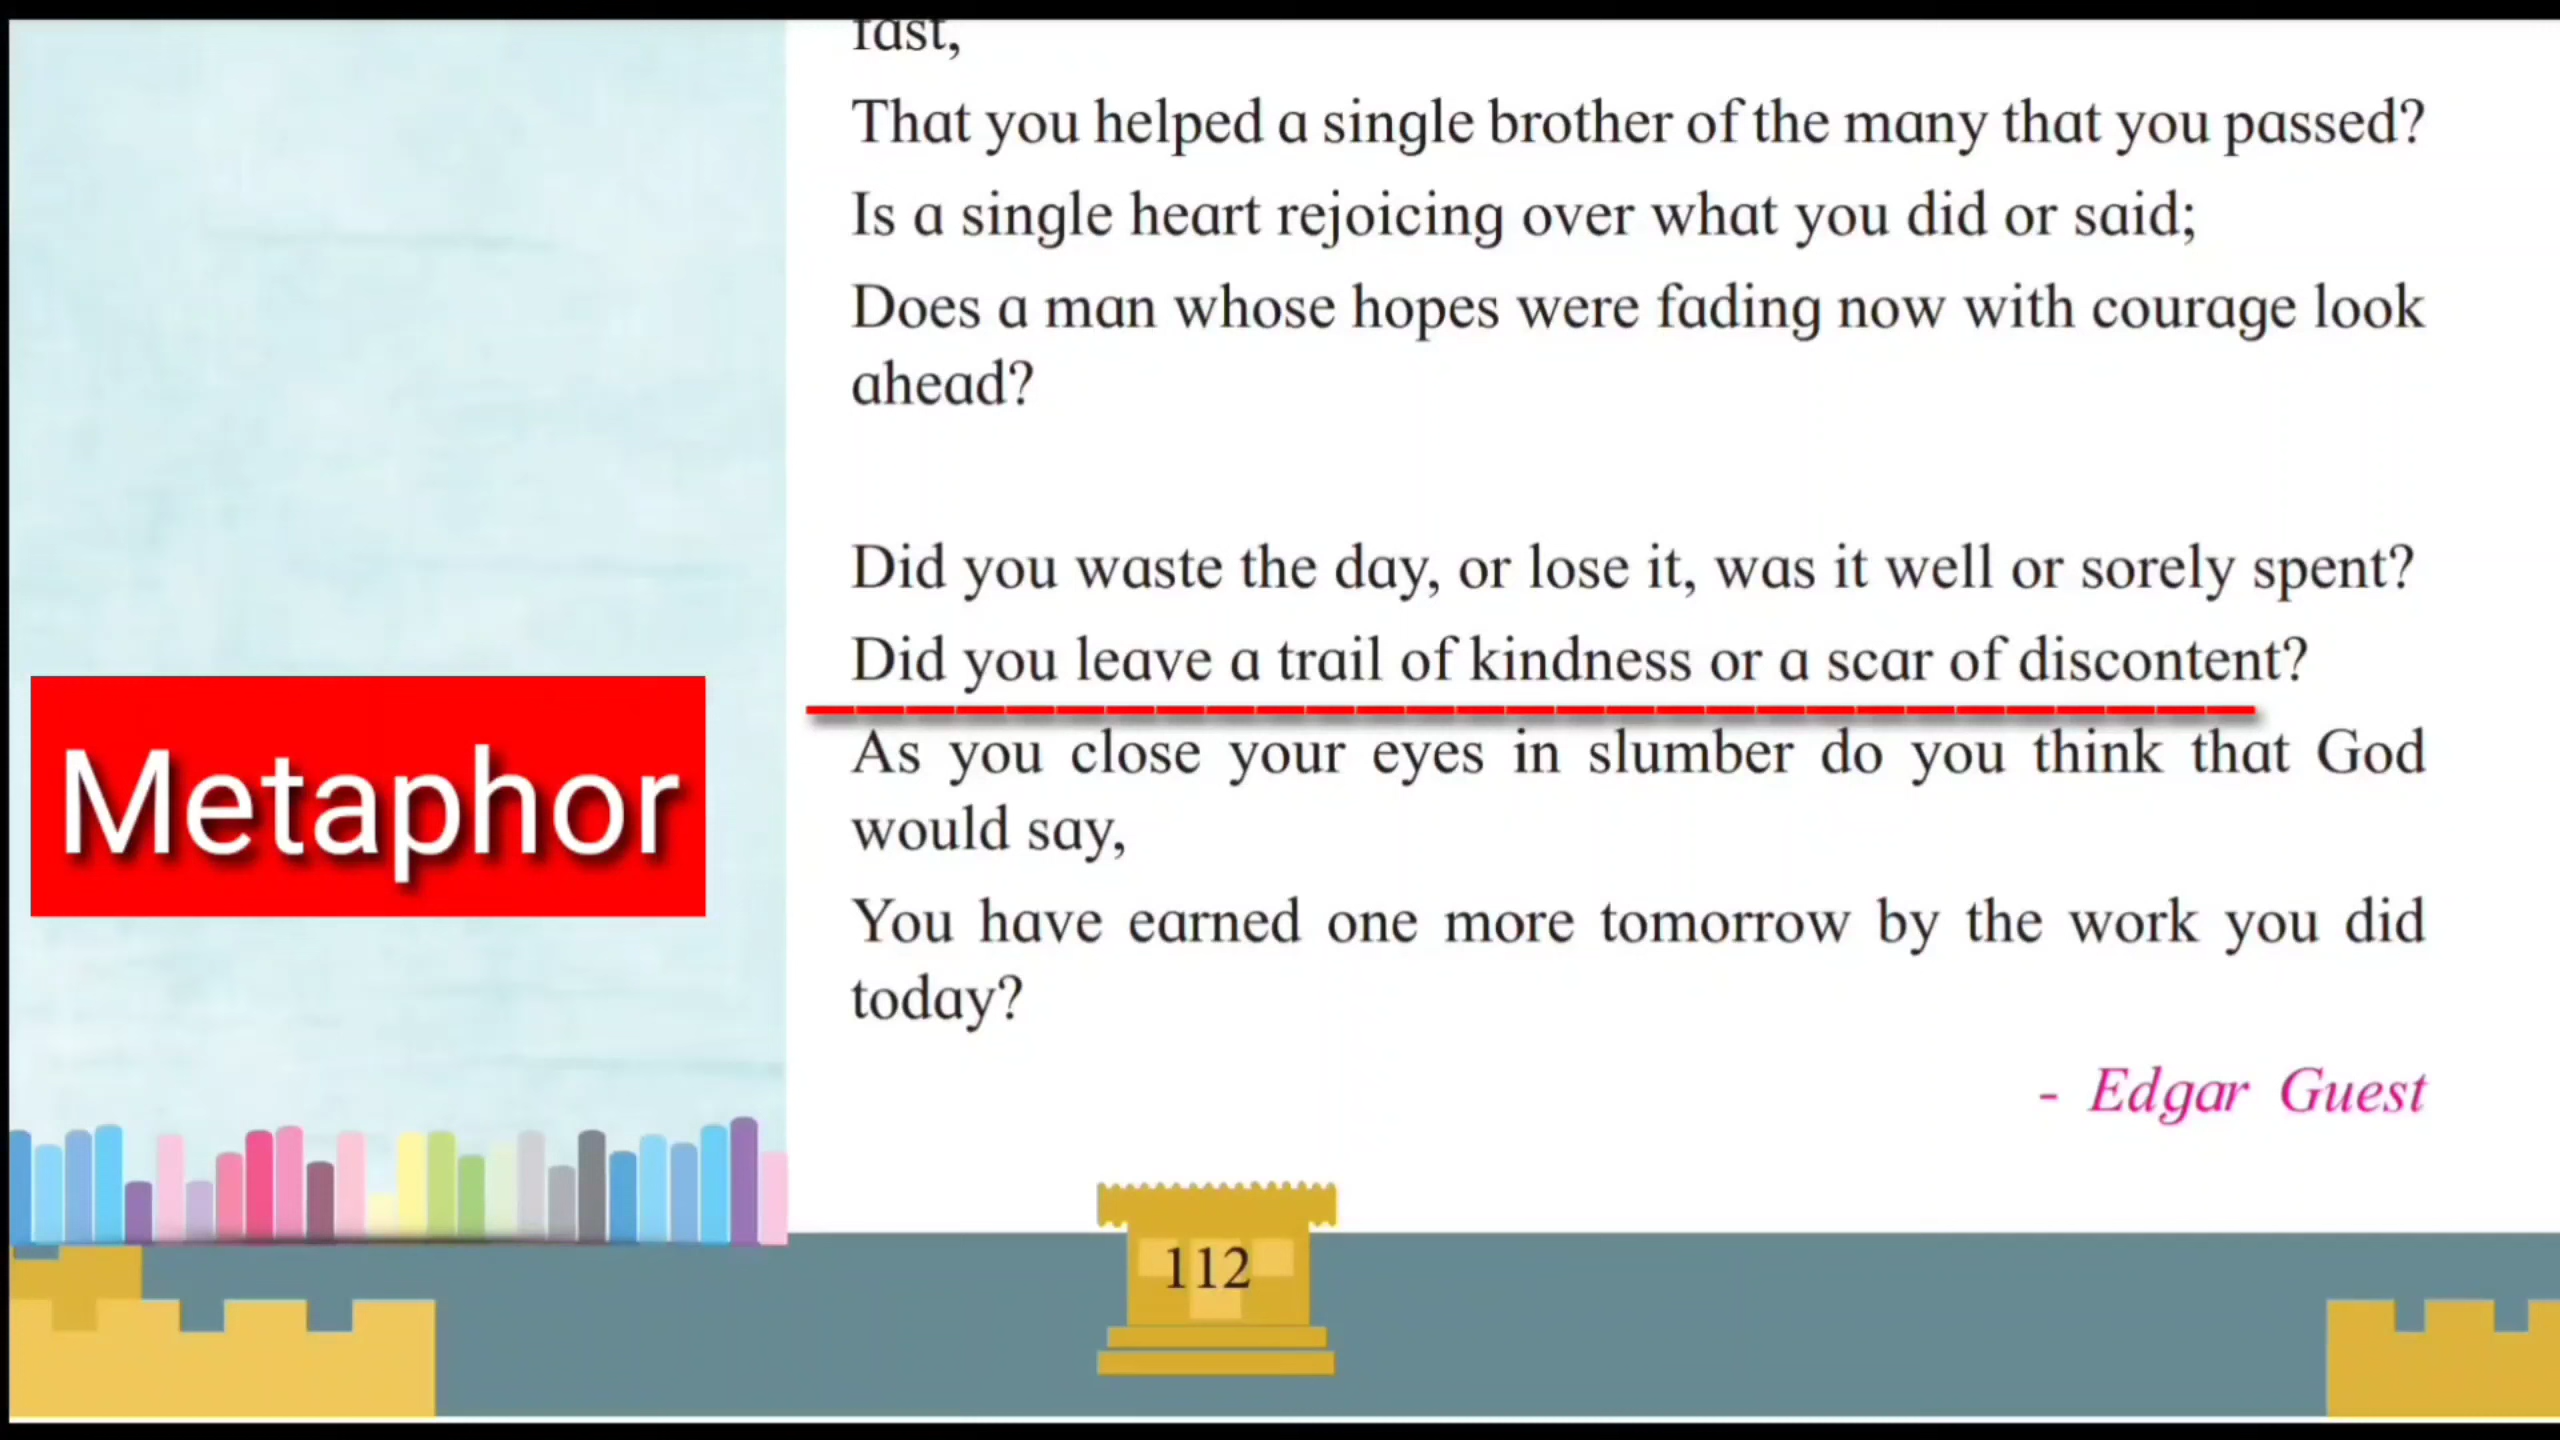 fast,
That you helped a single brother of the many that you passed?
Is a single heart rejoicing over what you did or said;
Does a man whose hopes were fading now with courage look
ahead?
Did you waste the day, or lose it, was it well or sorely spent?
Did you leave a trail of kindness or a scar of discontent?
Metaphor
As you close your eyes in slumber do you think that God
would say,
You have earned one more tomorrow by the work you did
today?
- Edgar Guest
112